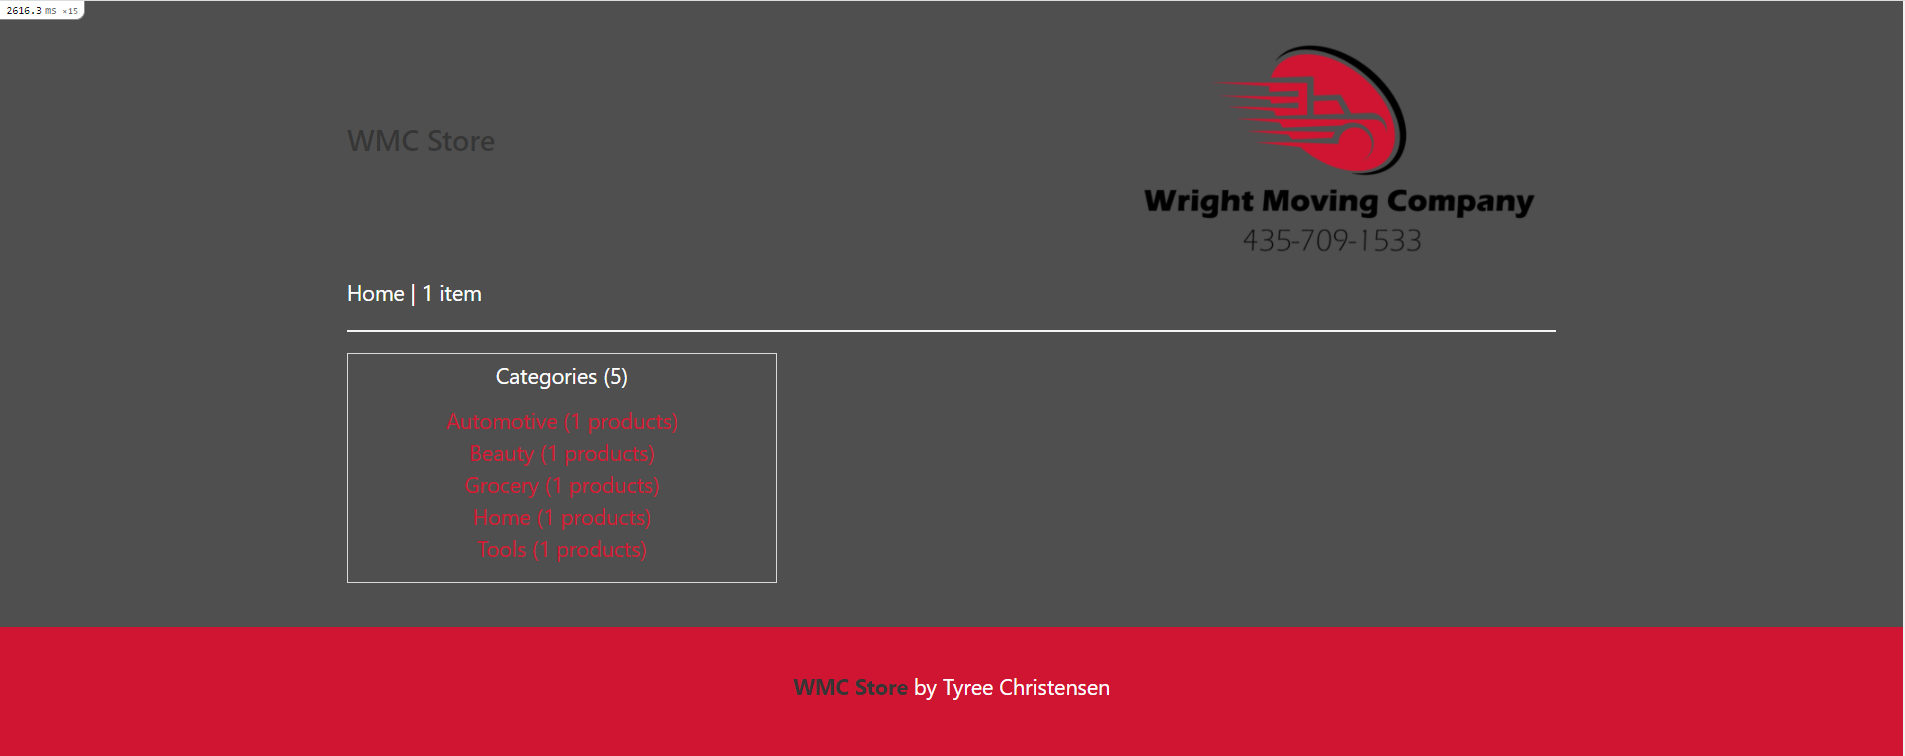 2616.3 ms ×15
WMC Store
Wright Moving Company
435-709-1533
Home | 1 item
Categories (5)
Automotive (1 products)
Beauty (1 products)
Grocery (1 products)
Home (1 products)
Tools (1 products)
WMC Store by Tyree Christensen